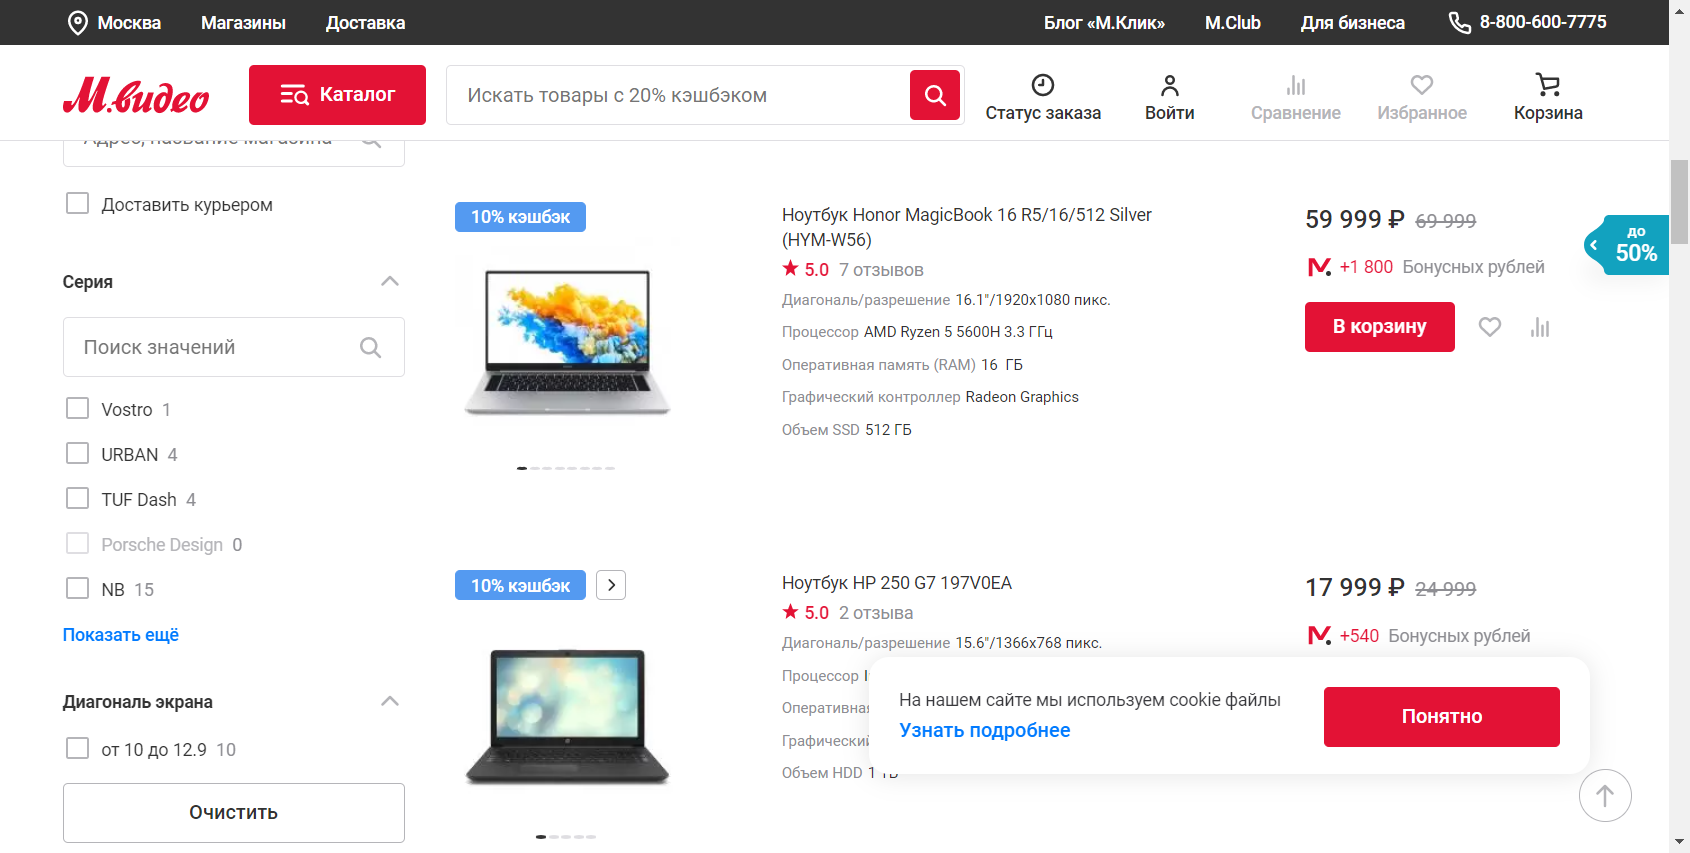 Москва Магазины Доставка Блог «М.Клик» M.Club Для бизнеса 8-800-600-7775
М.видео Каталог Искать товары с 20% кэшбэком Статус заказа Войти Сравнение Избранное Корзина
Адрес, название магазина
Доставить курьером
Серия
Поиск значений
Vostro 1
URBAN 4
TUF Dash 4
Porsche Design 0
NB 15
Показать ещё
Диагональ экрана
от 10 до 12.9 10
Очистить
10% кэшбэк
Ноутбук Honor MagicBook 16 R5/16/512 Silver
(HYM-W56)
5.0 7 отзывов
Диагональ/разрешение 16.1"/1920x1080 пикс.
Процессор AMD Ryzen 5 5600H 3.3 ГГц
Оперативная память (RAM) 16 ГБ
Графический контроллер Radeon Graphics
Объем SSD 512 ГБ
59 999 ₽ 69 999
+1 800 Бонусных рублей
В корзину
до
50%
10% кэшбэк
Ноутбук HP 250 G7 197V0EA
5.0 2 отзыва
Диагональ/разрешение 15.6"/1366x768 пикс.
Процессор
Оперативная
Графический
Объем HDD 1 ТБ
17 999 ₽ 24 999
+540 Бонусных рублей
На нашем сайте мы используем cookie файлы
Узнать подробнее
Понятно